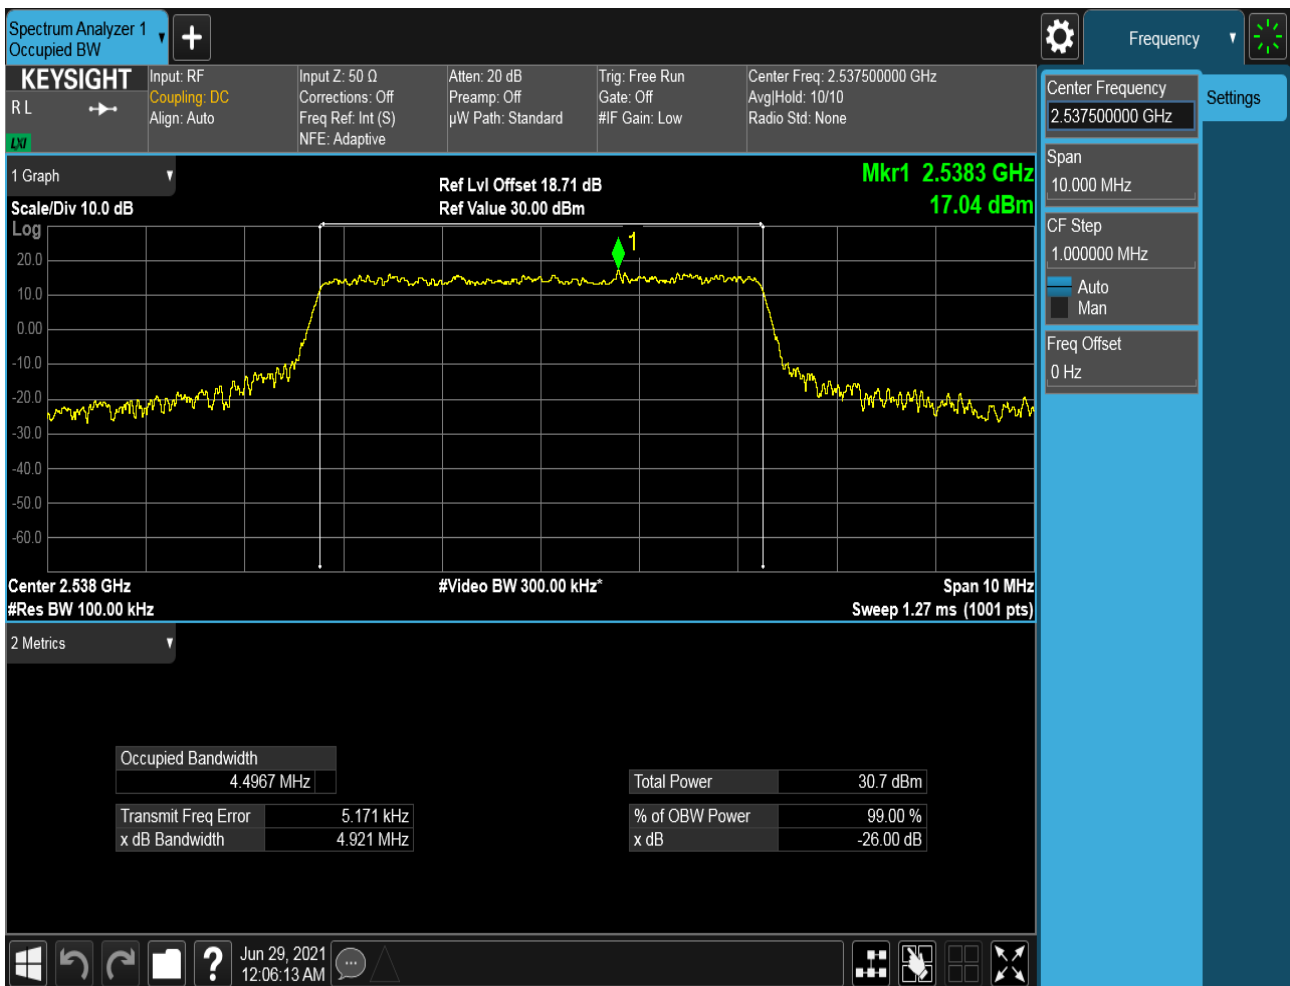 Spectrum Analyzer 1
Occupied BW
Frequency
KEYSIGHT
R L
LXI
Input: RF
Coupling: DC
Align: Auto
Input Z: 50 Ω
Corrections: Off
Freq Ref: Int (S)
NFE: Adaptive
Atten: 20 dB
Preamp: Off
µW Path: Standard
Trig: Free Run
Gate: Off
#IF Gain: Low
Center Freq: 2.537500000 GHz
Avg|Hold: 10/10
Radio Std: None
Center Frequency
2.537500000 GHz
Settings
Span
10.000 MHz
CF Step
1.000000 MHz
Auto
Man
Freq Offset
0 Hz
1 Graph
Scale/Div 10.0 dB
Ref Lvl Offset 18.71 dB
Ref Value 30.00 dBm
Mkr1 2.5383 GHz
17.04 dBm
Log
1
20.0
10.0
0.00
-10.0
-20.0
-30.0
-40.0
-50.0
-60.0
Center 2.538 GHz
#Video BW 300.00 kHz*
Span 10 MHz
#Res BW 100.00 kHz
Sweep 1.27 ms (1001 pts)
2 Metrics
Occupied Bandwidth
4.4967 MHz
Total Power 30.7 dBm
Transmit Freq Error 5.171 kHz
% of OBW Power 99.00 %
x dB Bandwidth 4.921 MHz
x dB -26.00 dB
?
Jun 29, 2021
12:06:13 AM